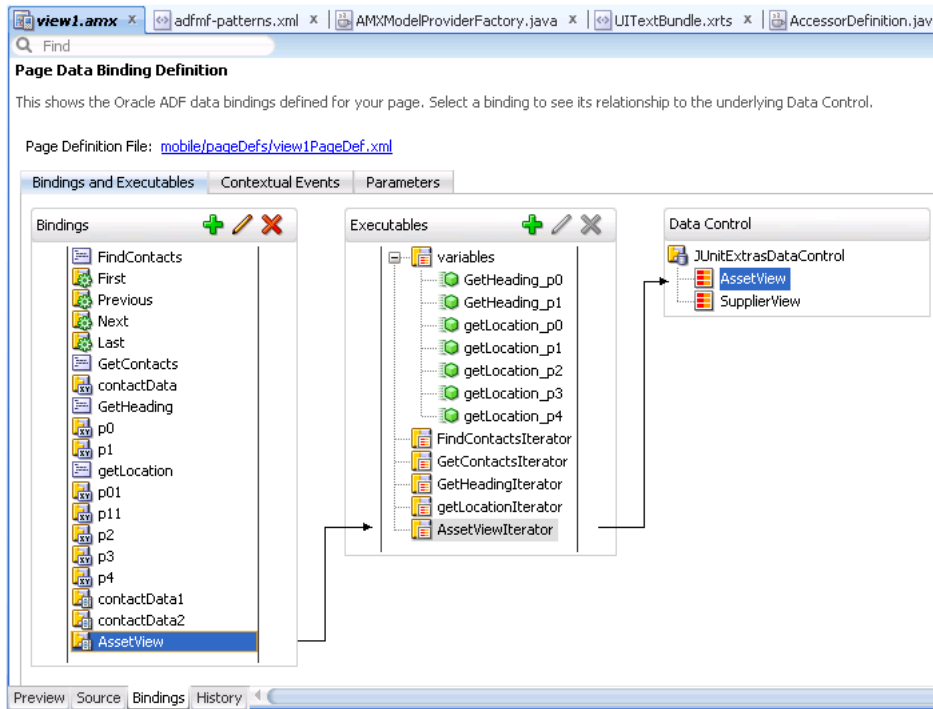 view1.amx x adfmf-patterns.xml x AMXModelProviderFactory.java x UITextBundle.xrts x AccessorDefinition.jav
Find
Page Data Binding Definition
This shows the Oracle ADF data bindings defined for your page. Select a binding to see its relationship to the underlying Data Control.
Page Definition File: mobile/pageDefs/view1PageDef.xml
Bindings and Executables Contextual Events Parameters
Bindings
FindContacts
First
Previous
Next
Last
GetContacts
contactData
GetHeading
p0
p1
getLocation
p01
p11
p2
p3
p4
contactData1
contactData2
AssetView
Executables
variables
GetHeading_p0
GetHeading_p1
getLocation_p0
getLocation_p1
getLocation_p2
getLocation_p3
getLocation_p4
FindContactsIterator
GetContactsIterator
GetHeadingIterator
getLocationIterator
AssetViewIterator
Data Control
JUnitExtrasDataControl
AssetView
SupplierView
Preview Source Bindings History